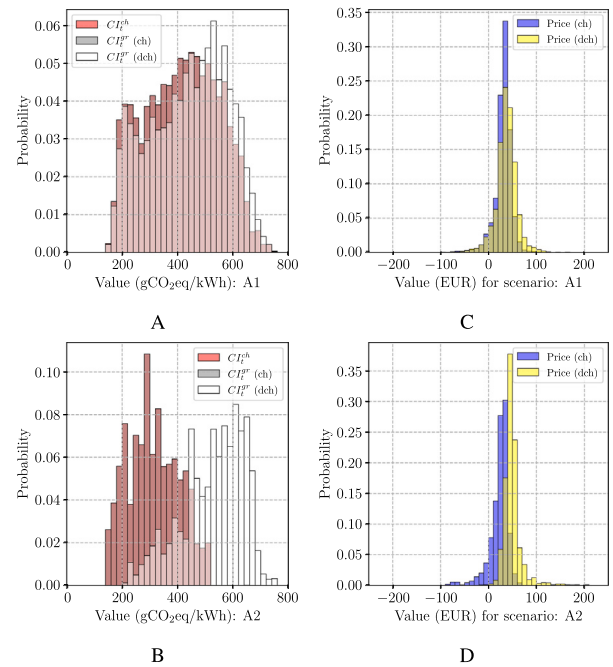 CI_t^ch
CI_t^gr (ch)
CI_t^gr (dch)
Probability
0.06
0.05
0.04
0.03
0.02
0.01
0.00
0 200 400 600 800
Value (gCO₂eq/kWh): A1
A
Price (ch)
Price (dch)
Probability
0.35
0.30
0.25
0.20
0.15
0.10
0.05
0.00
−200 −100 0 100 200
Value (EUR) for scenario: A1
C
CI_t^ch
CI_t^gr (ch)
CI_t^gr (dch)
Probability
0.10
0.08
0.06
0.04
0.02
0.00
0 200 400 600 800
Value (gCO₂eq/kWh): A2
B
Price (ch)
Price (dch)
Probability
0.35
0.30
0.25
0.20
0.15
0.10
0.05
0.00
−200 −100 0 100 200
Value (EUR) for scenario: A2
D